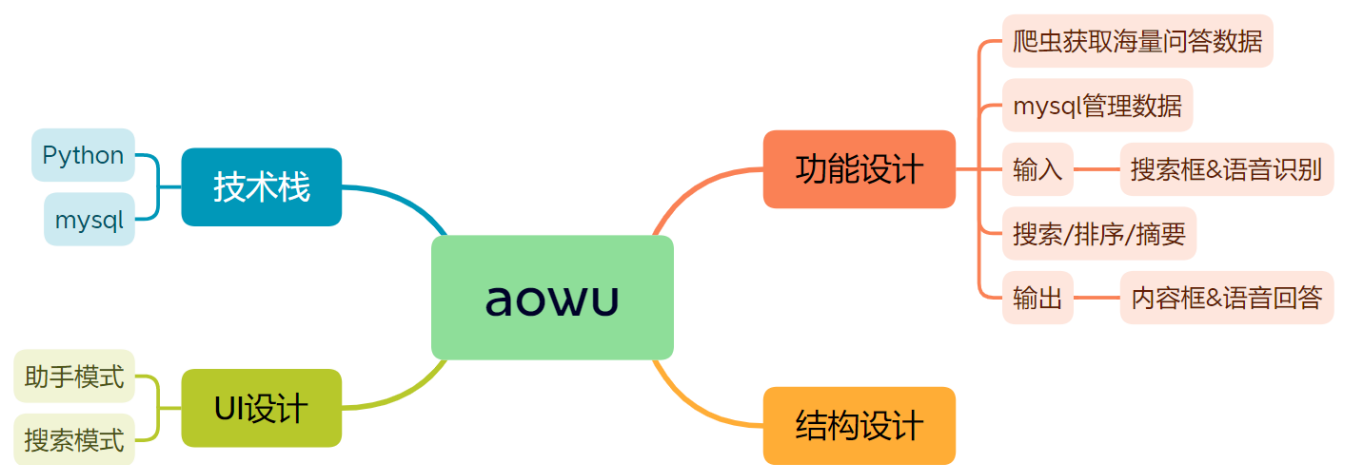 aowu
功能设计
爬虫获取海量问答数据
mysql管理数据
输入
搜索框&语音识别
搜索/排序/摘要
输出
内容框&语音回答
结构设计
技术栈
Python
mysql
UI设计
助手模式
搜索模式